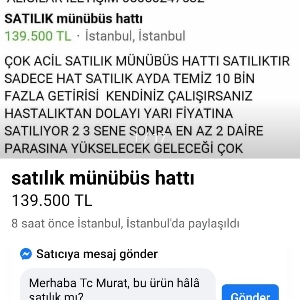 SATILIK münübüs hattı
139.500 TL · İstanbul, İstanbul
ÇOK ACİL SATILIK MÜNÜBÜS HATTI SATILIKTIR
SADECE HAT SATILIK AYDA TEMİZ 10 BİN
FAZLA GETİRİSİ KENDİNİZ ÇALIŞIRSANIZ
HASTALIKTAN DOLAYI YARI FİYATINA
SATILIYOR 2 3 SENE SONRA EN AZ 2 DAİRE
PARASINA YÜKSELECEK GELECEĞİ ÇOK
satılık münübüs hattı
139.500 TL
8 saat önce İstanbul, İstanbul'da paylaşıldı
Satıcıya mesaj gönder
Merhaba Tc Murat, bu ürün hâlâ
satılık mı?
Gönder